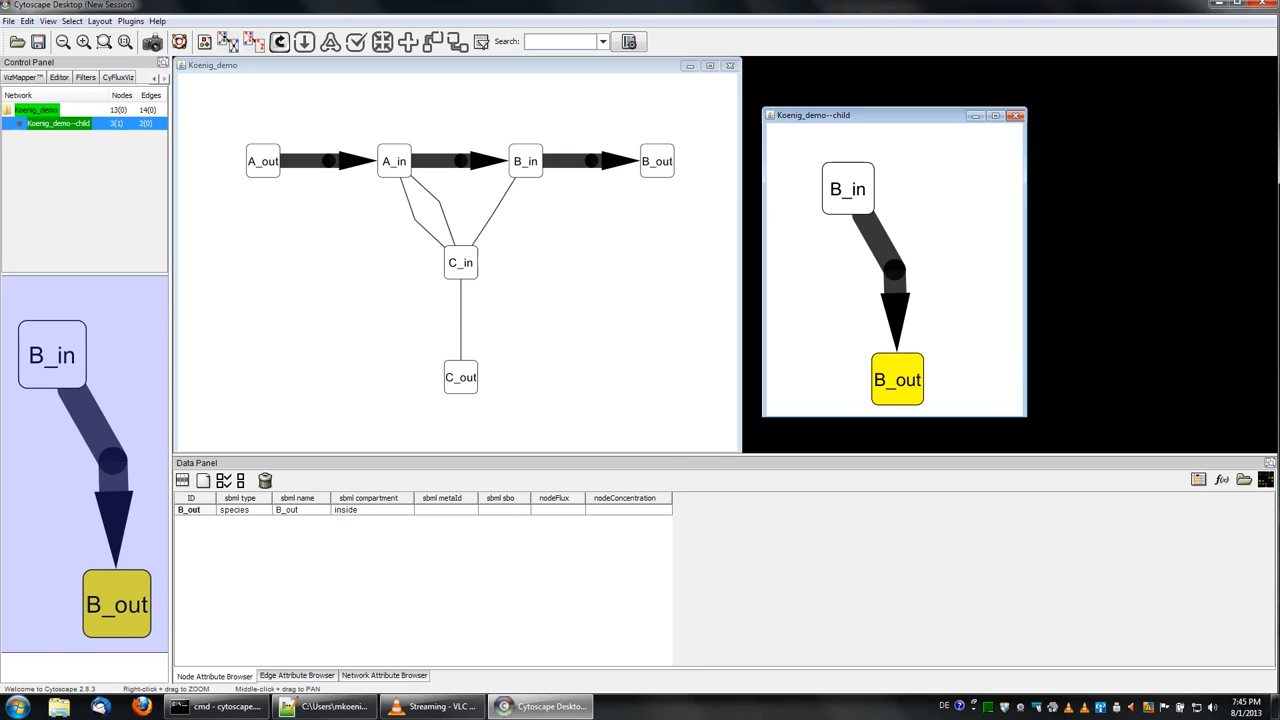 Cytoscape Desktop (New Session)
File Edit View Select Layout Plugins Help
Search:
Control Panel
VizMapper™ Editor Filters CyFluxViz
Network Nodes Edges
Koenig_demo 13(0) 14(0)
Koenig_demo--child 3(1) 2(0)
Koenig_demo
A_out A_in B_in B_out
C_in
C_out
Koenig_demo--child
B_in
B_out
B_in
B_out
Data Panel
f(x)
ID sbml type sbml name sbml compartment sbml metaId sbml sbo nodeFlux nodeConcentration
B_out species B_out inside
Node Attribute Browser Edge Attribute Browser Network Attribute Browser
Welcome to Cytoscape 2.8.3 Right-click + drag to ZOOM Middle-click + drag to PAN
cmd - cytoscape.... C:\Users\mkoeni... Streaming - VLC ... Cytoscape Deskto... DE 7:45 PM
8/1/2013